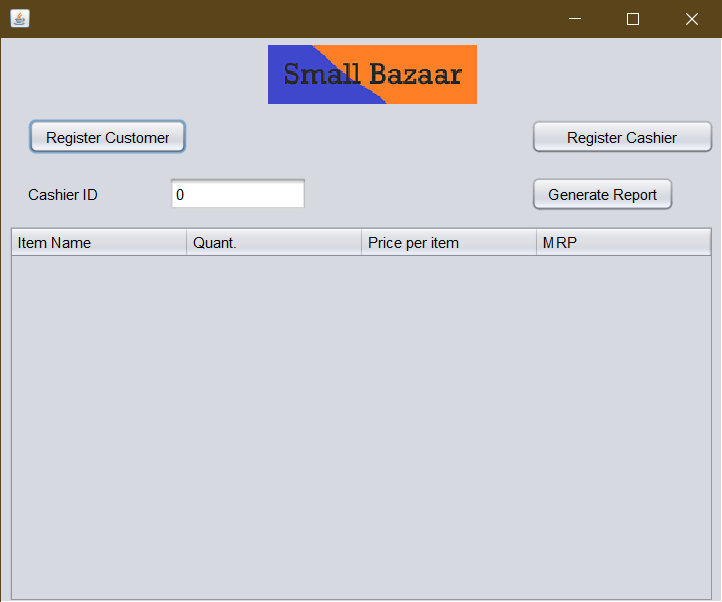 Small Bazaar
Register Customer
Register Cashier
Cashier ID
0
Generate Report
Item Name
Quant.
Price per item
MRP